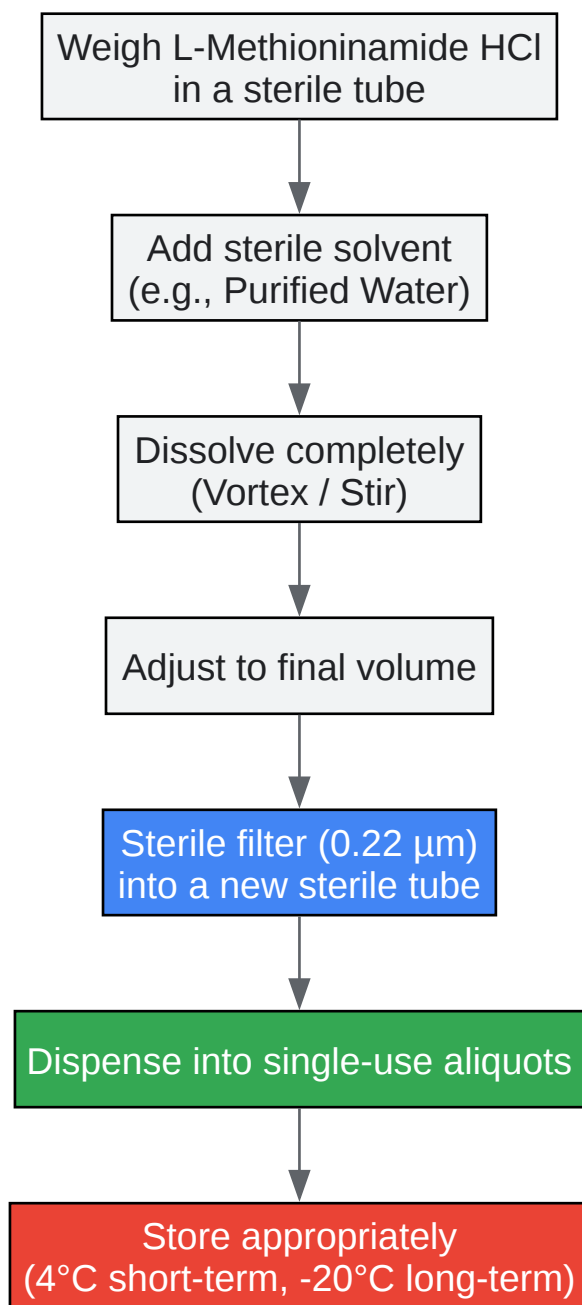 Weigh L-Methioninamide HCl
in a sterile tube
Add sterile solvent
(e.g., Purified Water)
Dissolve completely
(Vortex / Stir)
Adjust to final volume
Sterile filter (0.22 µm)
into a new sterile tube
Dispense into single-use aliquots
Store appropriately
(4°C short-term, -20°C long-term)